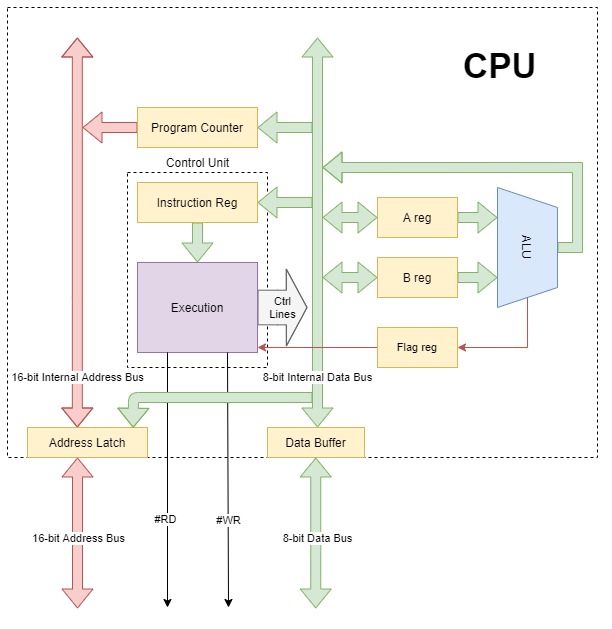 CPU
Program Counter
Control Unit
Instruction Reg
A reg
ALU
B reg
Execution
Ctrl
Lines
Flag reg
16-bit Internal Address Bus
8-bit Internal Data Bus
Address Latch
Data Buffer
#RD
#WR
16-bit Address Bus
8-bit Data Bus